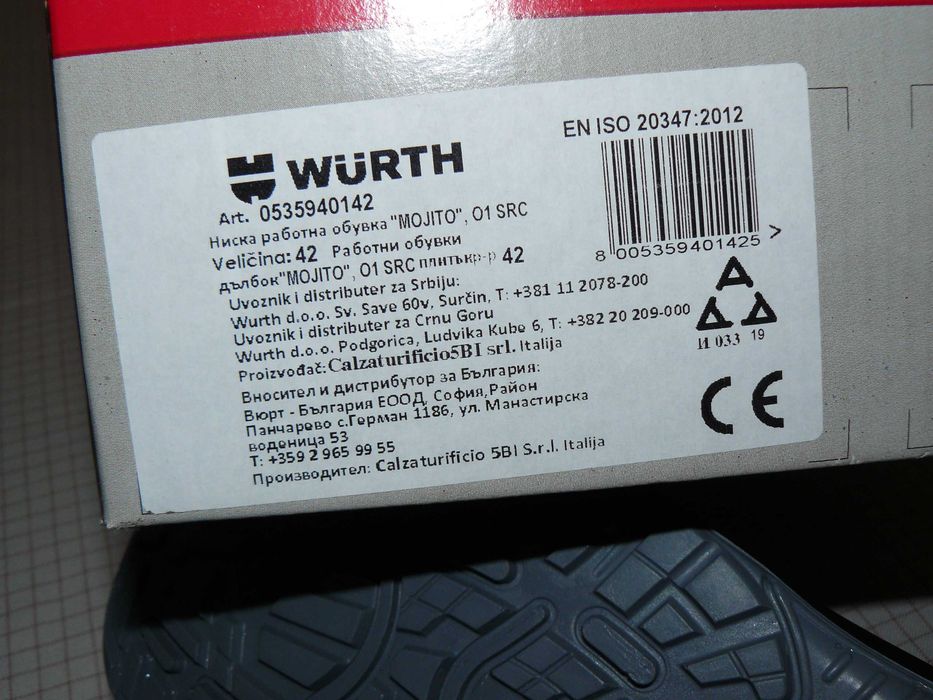 EN ISO 20347:2012
WÜRTH
Art. 0535940142
Ниска работна обувка "MOJITO", O1 SRC
Veličina: 42 Работни обувки
дълбок"MOJITO", O1 SRC плитък р-р 42
8 005359 401425 >
Uvoznik i distributer za Srbiju:
Wurth d.o.o. Sv. Save 60v, Surčin, T: +381 11 2078-200
Uvoznik i distributer za Crnu Goru
Wurth d.o.o. Podgorica, Ludvika Kube 6, T: +382 20 209-000
Proizvođač: Calzaturificio5BI srl. Italija
И 033 19
Вносител и дистрибутор за България:
Вюрт - България ЕООД, София,Район
Панчарево с.Герман 1186, ул. Манастирска
воденица 53
T: +359 2 965 99 55
Производител: Calzaturificio 5BI S.r.l. Italija
CE